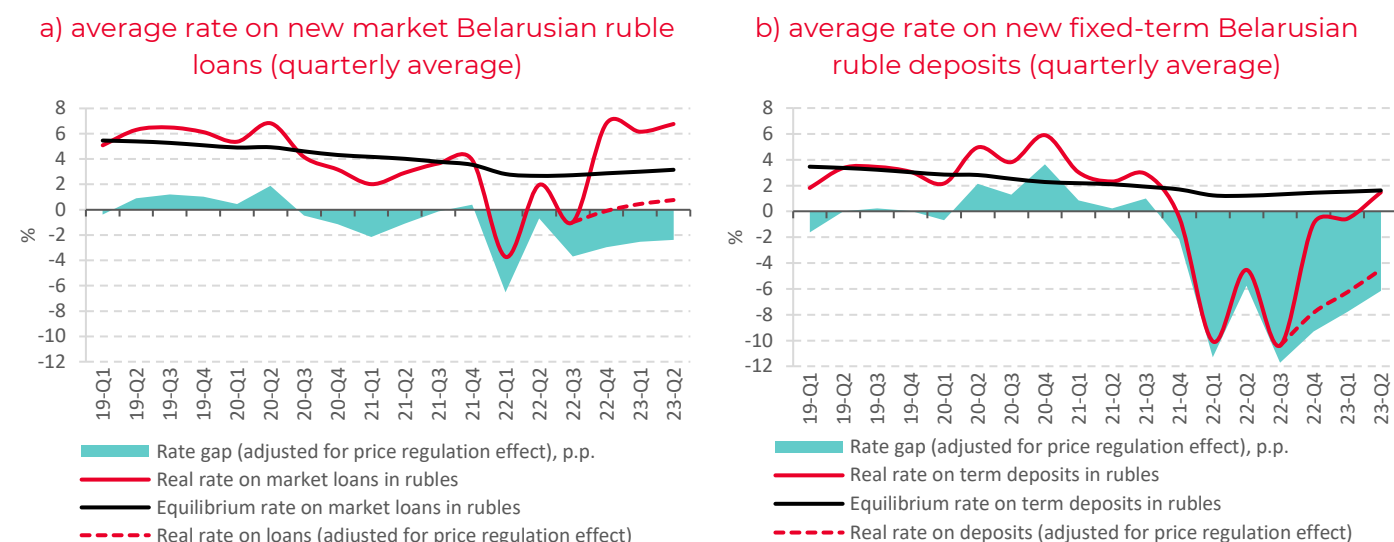 a) average rate on new market Belarusian ruble
loans (quarterly average)
8
6
4
2
0
-2
-4
-6
-8
-10
-12
%
19-Q1
19-Q2
19-Q3
19-Q4
20-Q1
20-Q2
20-Q3
20-Q4
21-Q1
21-Q2
21-Q3
21-Q4
22-Q1
22-Q2
22-Q3
22-Q4
23-Q1
23-Q2
Rate gap (adjusted for price regulation effect), p.p.
Real rate on market loans in rubles
Equilibrium rate on market loans in rubles
Real rate on loans (adjusted for price regulation effect)
b) average rate on new fixed-term Belarusian
ruble deposits (quarterly average)
8
6
4
2
0
-2
-4
-6
-8
-10
-12
%
19-Q1
19-Q2
19-Q3
19-Q4
20-Q1
20-Q2
20-Q3
20-Q4
21-Q1
21-Q2
21-Q3
21-Q4
22-Q1
22-Q2
22-Q3
22-Q4
23-Q1
23-Q2
Rate gap (adjusted for price regulation effect), p.p.
Real rate on term deposits in rubles
Equilibrium rate on term deposits in rubles
Real rate on deposits (adjusted for price regulation effect)